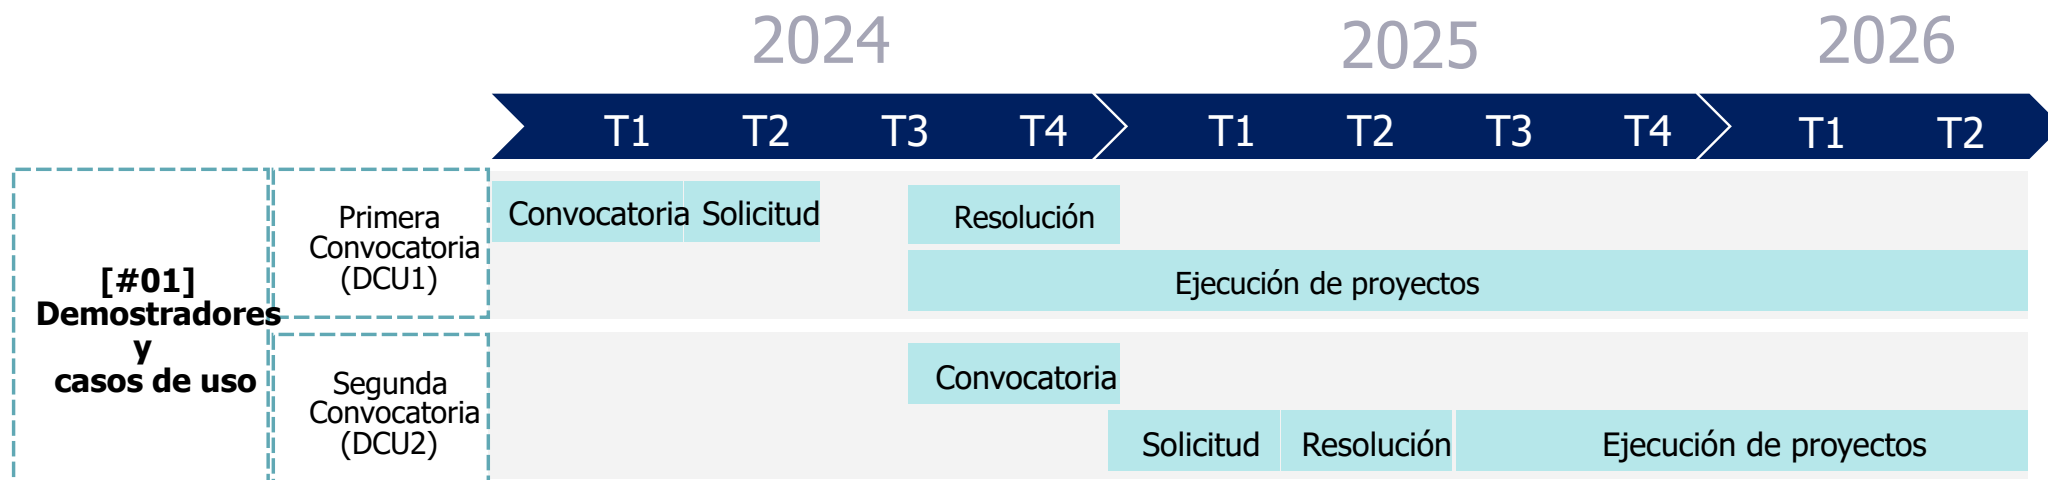 2024 2025 2026
T1 T2 T3 T4 T1 T2 T3 T4 T1 T2
[#01]
Demostradores
y
casos de uso
Primera
Convocatoria
(DCU1)
Convocatoria Solicitud Resolución
Ejecución de proyectos
Segunda
Convocatoria
(DCU2)
Convocatoria
Solicitud Resolución Ejecución de proyectos